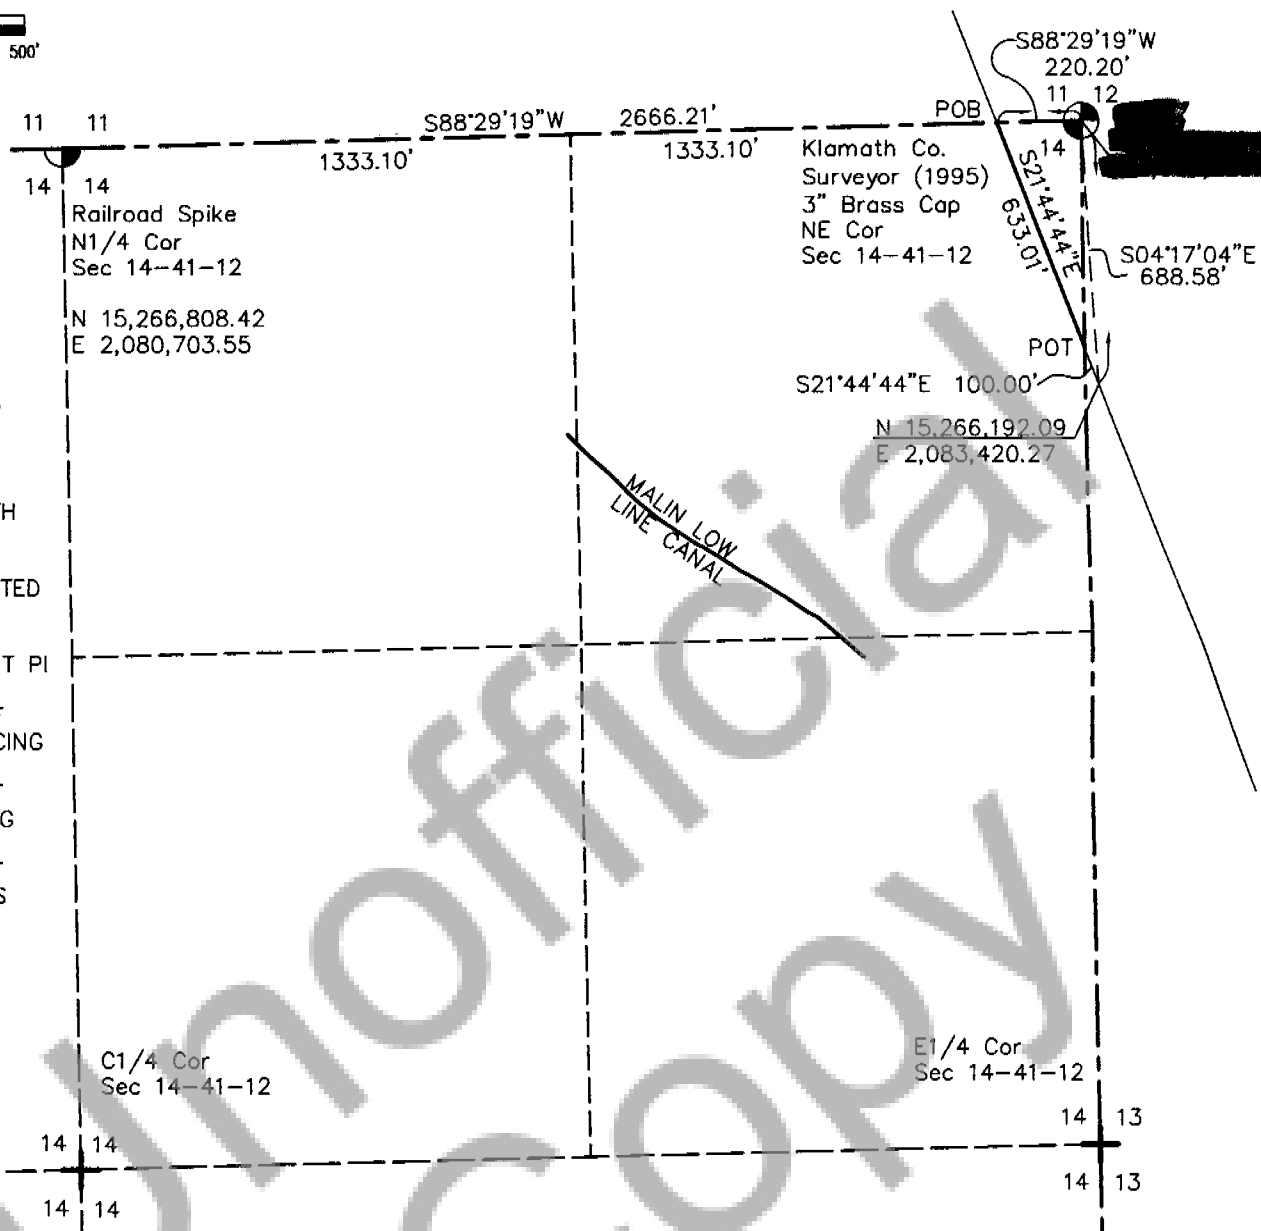 500'
S88°29'19"W
220.20'
11 12
POB
14
11 11
S88°29'19"W 2666.21'
1333.10' 1333.10'
14 14
Railroad Spike
N1/4 Cor
Sec 14-41-12
N 15,266,808.42
E 2,080,703.55
Klamath Co.
Surveyor (1995)
3" Brass Cap
NE Cor
Sec 14-41-12
S21°44'44"E
633.01'
S04°17'04"E
688.58'
POT
S21°44'44"E 100.00'
N 15,266,192.09
E 2,083,420.27
MALIN LOW
LINE CANAL
TH
TED
T PI
CING
G
S
Unofficial
Copy
C1/4 Cor
Sec 14-41-12
E1/4 Cor
Sec 14-41-12
14 14
14 13
14 14
14 13